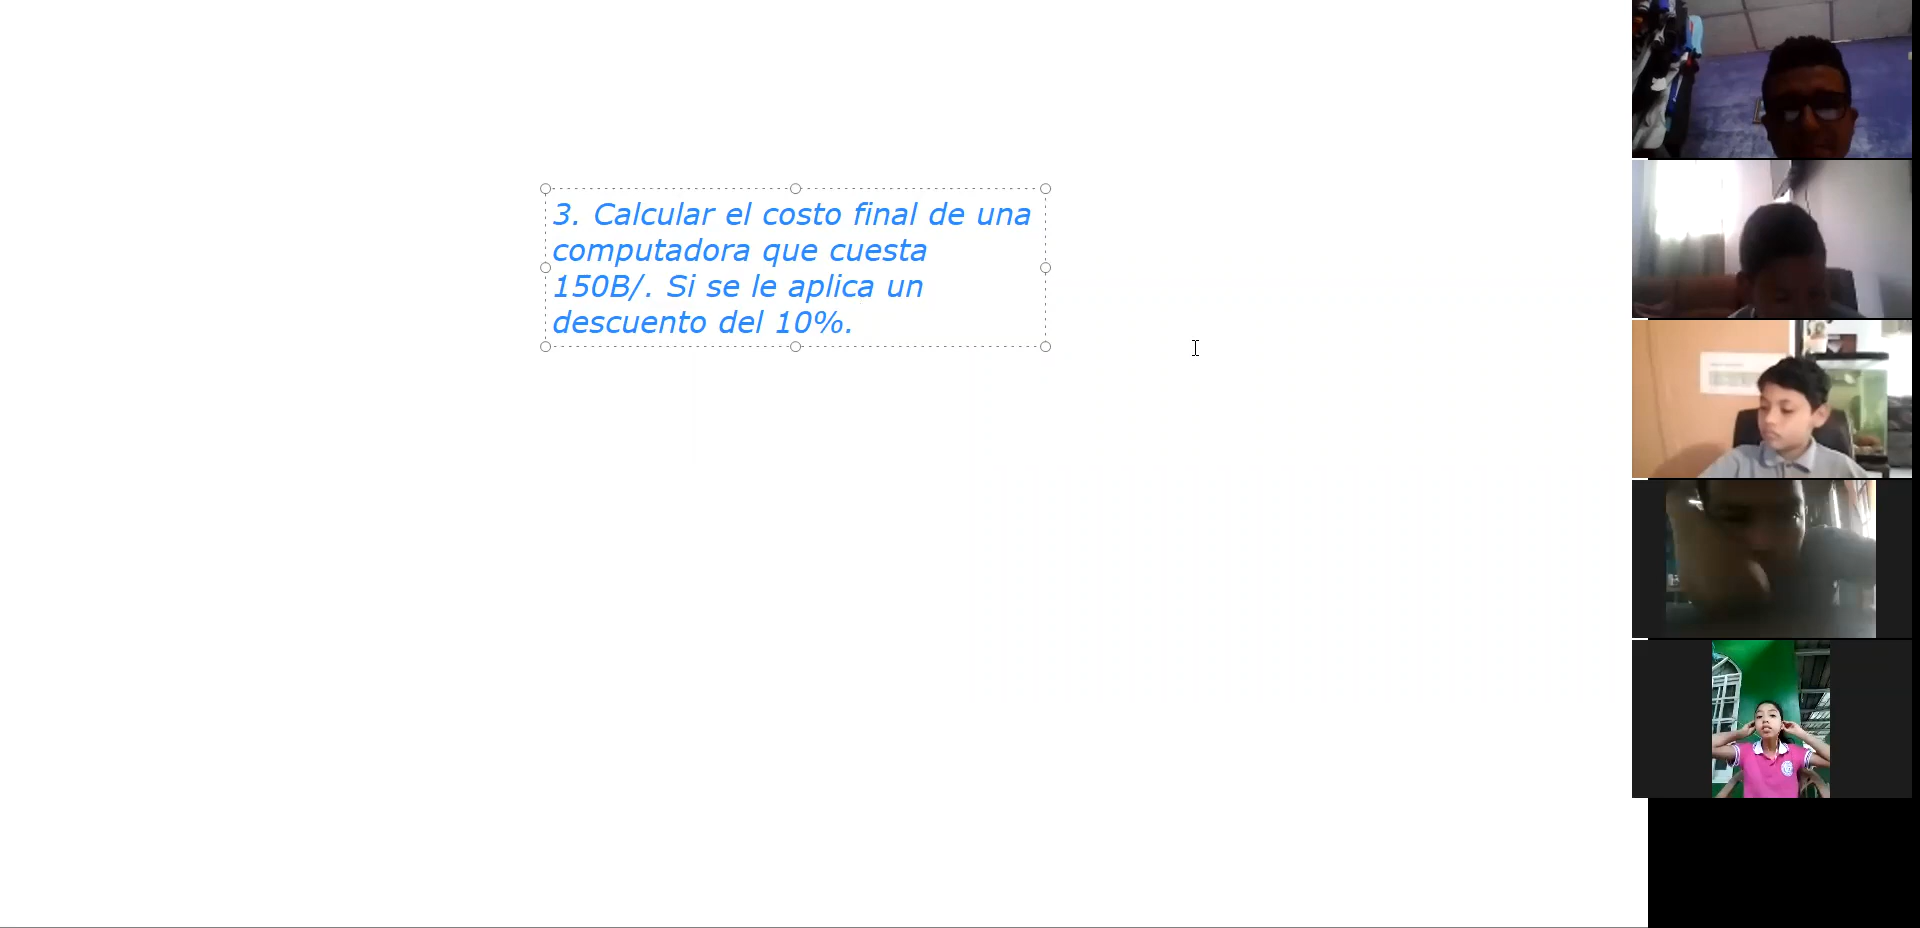 3. Calcular el costo final de una
computadora que cuesta
150B/. Si se le aplica un
descuento del 10%.